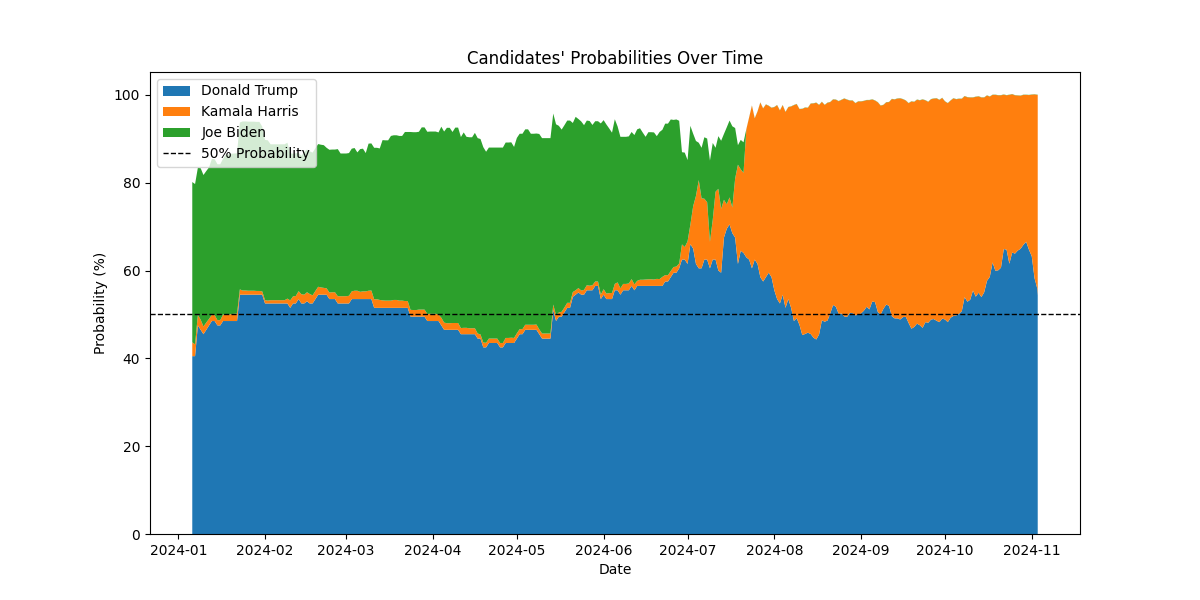 Candidates' Probabilities Over Time
Donald Trump
Kamala Harris
Joe Biden
50% Probability
100
80
60
40
20
0
Probability (%)
2024-01 2024-02 2024-03 2024-04 2024-05 2024-06 2024-07 2024-08 2024-09 2024-10 2024-11
Date